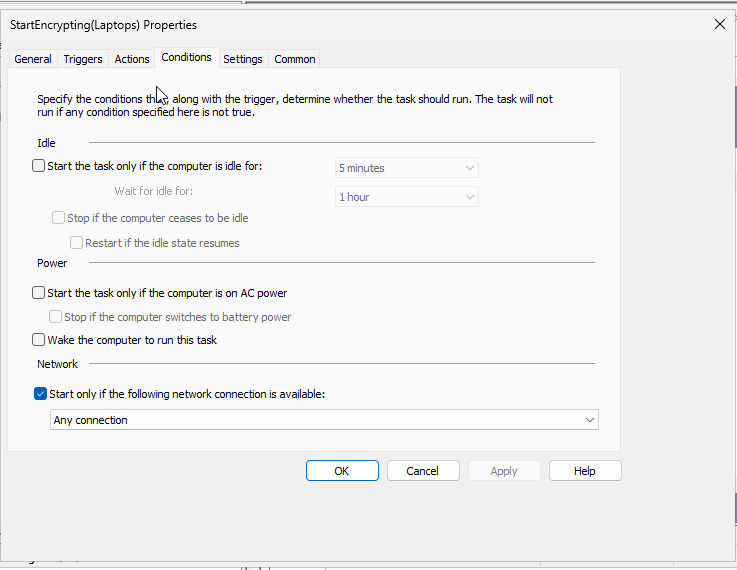 StartEncrypting(Laptops) Properties
General Triggers Actions Conditions Settings Common
Specify the conditions along with the trigger, determine whether the task should run. The task will not
run if any condition specified here is not true.
Idle
Start the task only if the computer is idle for: 5 minutes
Wait for idle for: 1 hour
Stop if the computer ceases to be idle
Restart if the idle state resumes
Power
Start the task only if the computer is on AC power
Stop if the computer switches to battery power
Wake the computer to run this task
Network
Start only if the following network connection is available:
Any connection
OK Cancel Apply Help